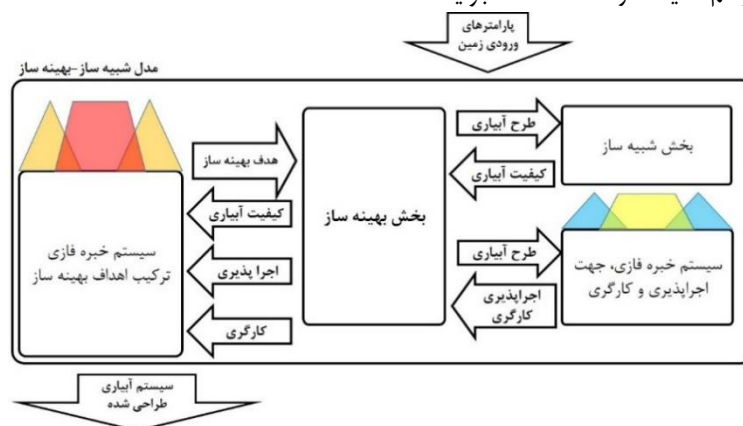 پارامترهای
ورودی زمین
مدل شبیه ساز-بهینه ساز
هدف بهینه ساز
کیفیت آبیاری
اجرا پذیری
کارگری
سیستم خبره فازی
ترکیب اهداف بهینه ساز
بخش بهینه ساز
طرح آبیاری
کیفیت آبیاری
طرح آبیاری
اجراپذیری
کارگری
بخش شبیه ساز
سیستم خبره فازی، جهت
اجراپذیری و کارگری
سیستم آبیاری
طراحی شده